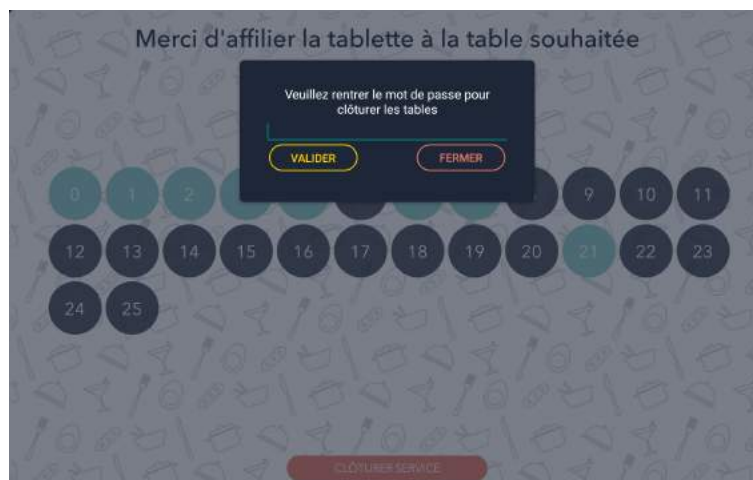 Merci d'affilier la tablette à la table souhaitée
Veuillez rentrer le mot de passe pour
clôturer les tables
VALIDER FERMER
0 1 2 9 10 11
12 13 14 15 16 17 18 19 20 21 22 23
24 25
CLÔTURER SERVICE